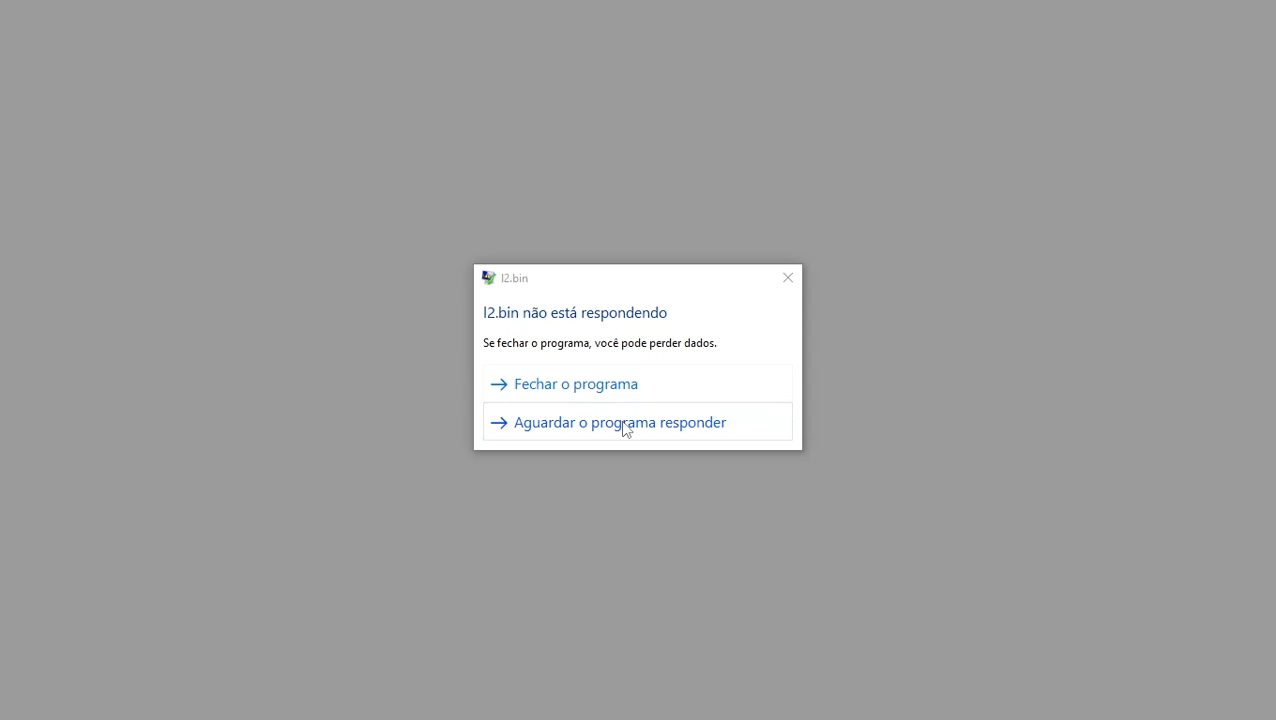 l2.bin
l2.bin não está respondendo
Se fechar o programa, você pode perder dados.
Fechar o programa
Aguardar o programa responder